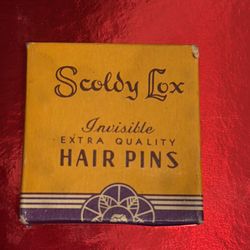 Scoldy Lox
Invisible
EXTRA QUALITY
HAIR PINS